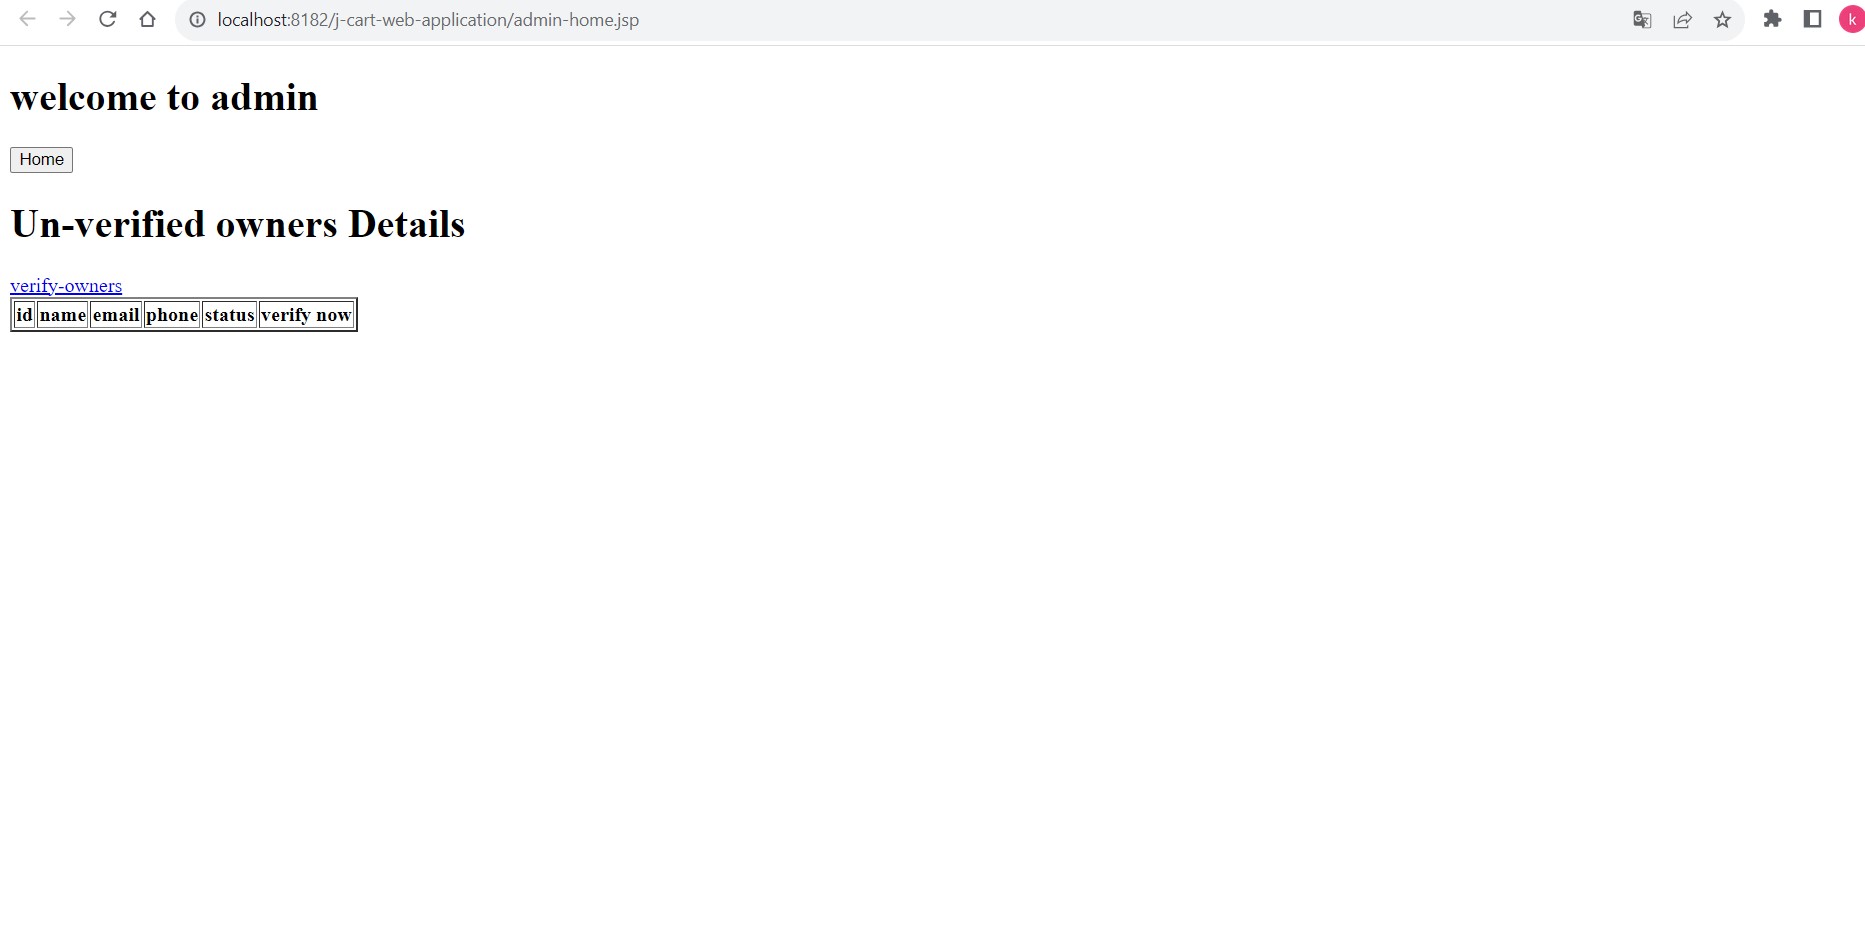 localhost:8182/j-cart-web-application/admin-home.jsp
k
welcome to admin
Home
Un-verified owners Details
verify-owners
id name email phone status verify now